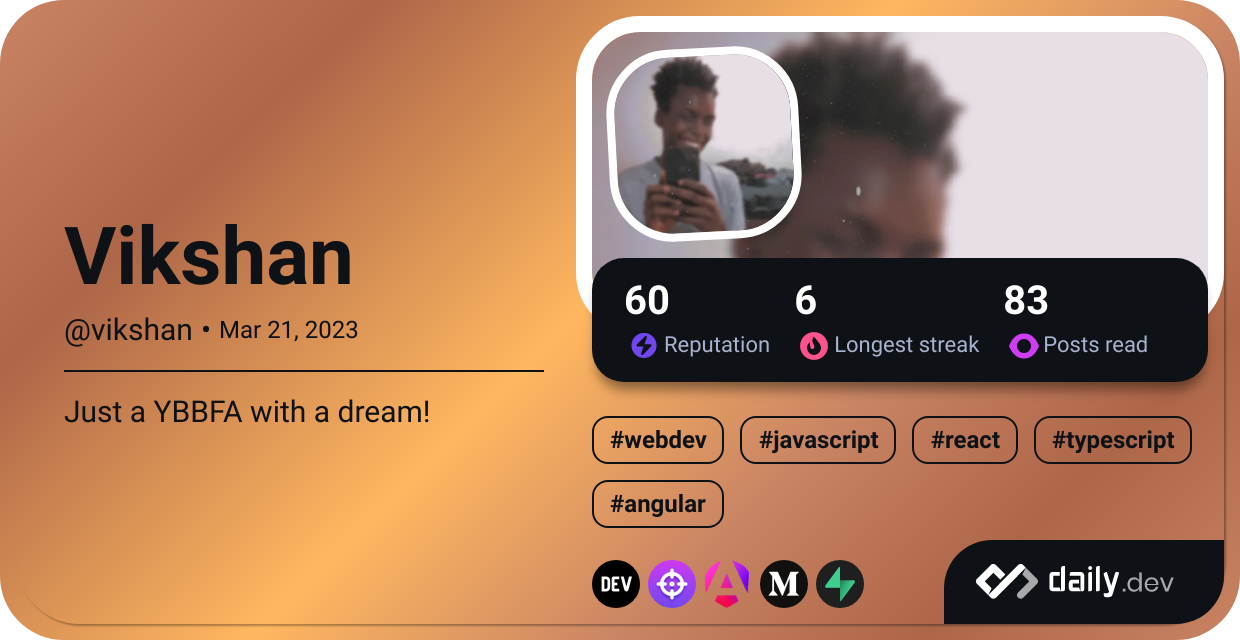 Vikshan
@vikshan • Mar 21, 2023
Just a YBBFA with a dream!
60 6 83
Reputation Longest streak Posts read
#webdev #javascript #react #typescript
#angular
DEV M
daily.dev